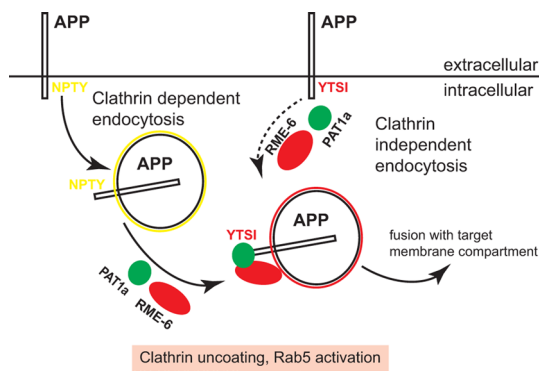 APP
APP
extracellular
NPTY
YTSI
intracellular
Clathrin dependent
endocytosis
RME-6
PAT1a
Clathrin
independent
endocytosis
APP
NPTY
APP
YTSI
fusion with target
membrane compartment
PAT1a
RME-6
Clathrin uncoating, Rab5 activation